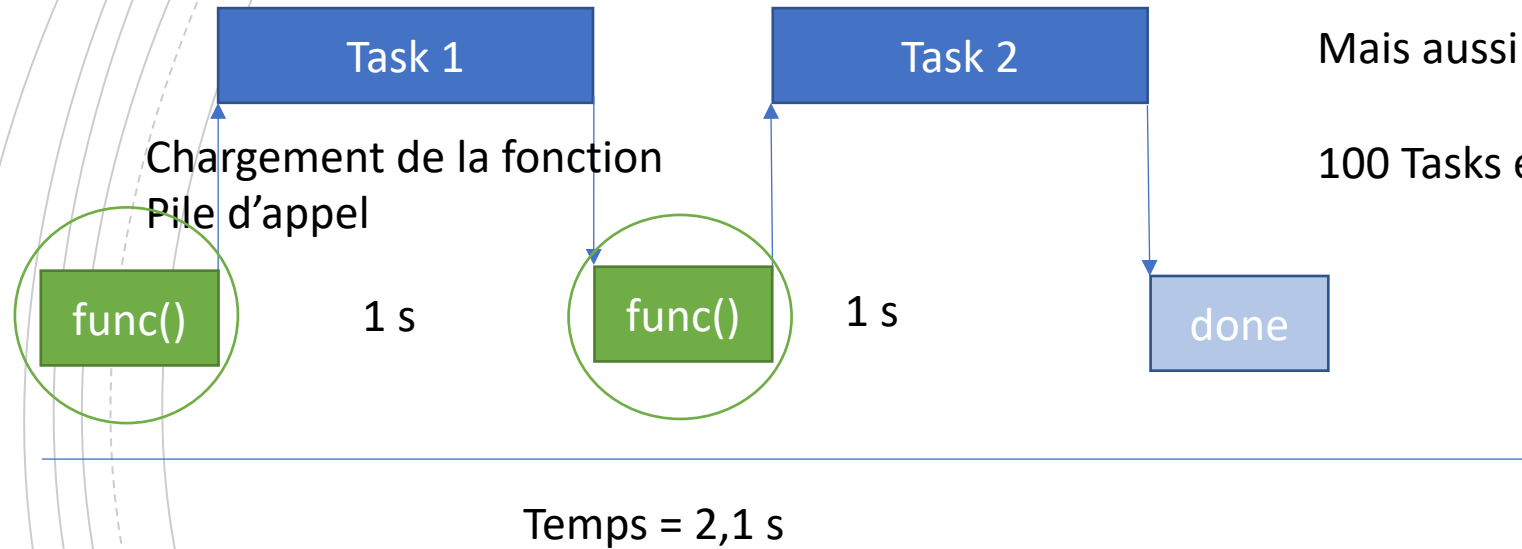 Task 1
Task 2
Mais aussi
Chargement de la fonction
Pile d’appel
100 Tasks
func()
1 s
func()
1 s
done
Temps = 2,1 s